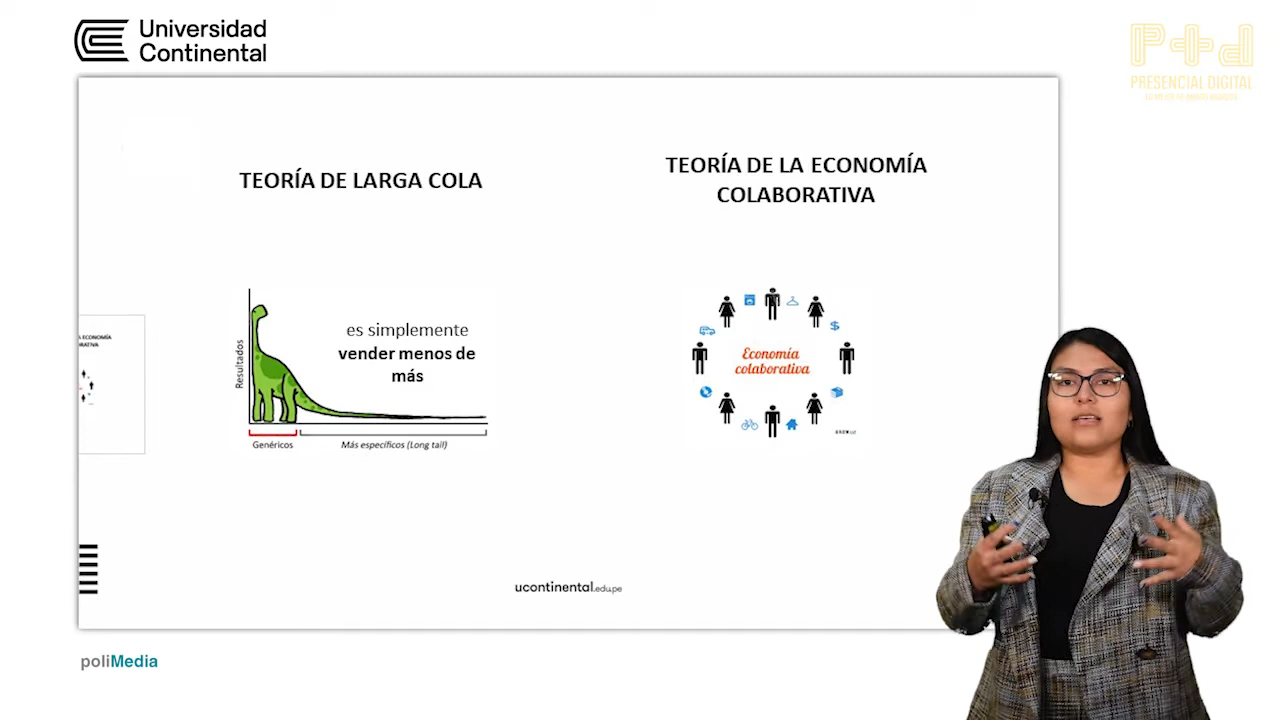 Universidad
Continental
P+d
PRESENCIAL DIGITAL
TEORÍA DE LARGA COLA
TEORÍA DE LA ECONOMÍA
COLABORATIVA
Resultados
es simplemente
vender menos de
más
Genéricos
Más específicos (Long tail)
Economía
colaborativa
$
ucontinental.edu.pe
poliMedia